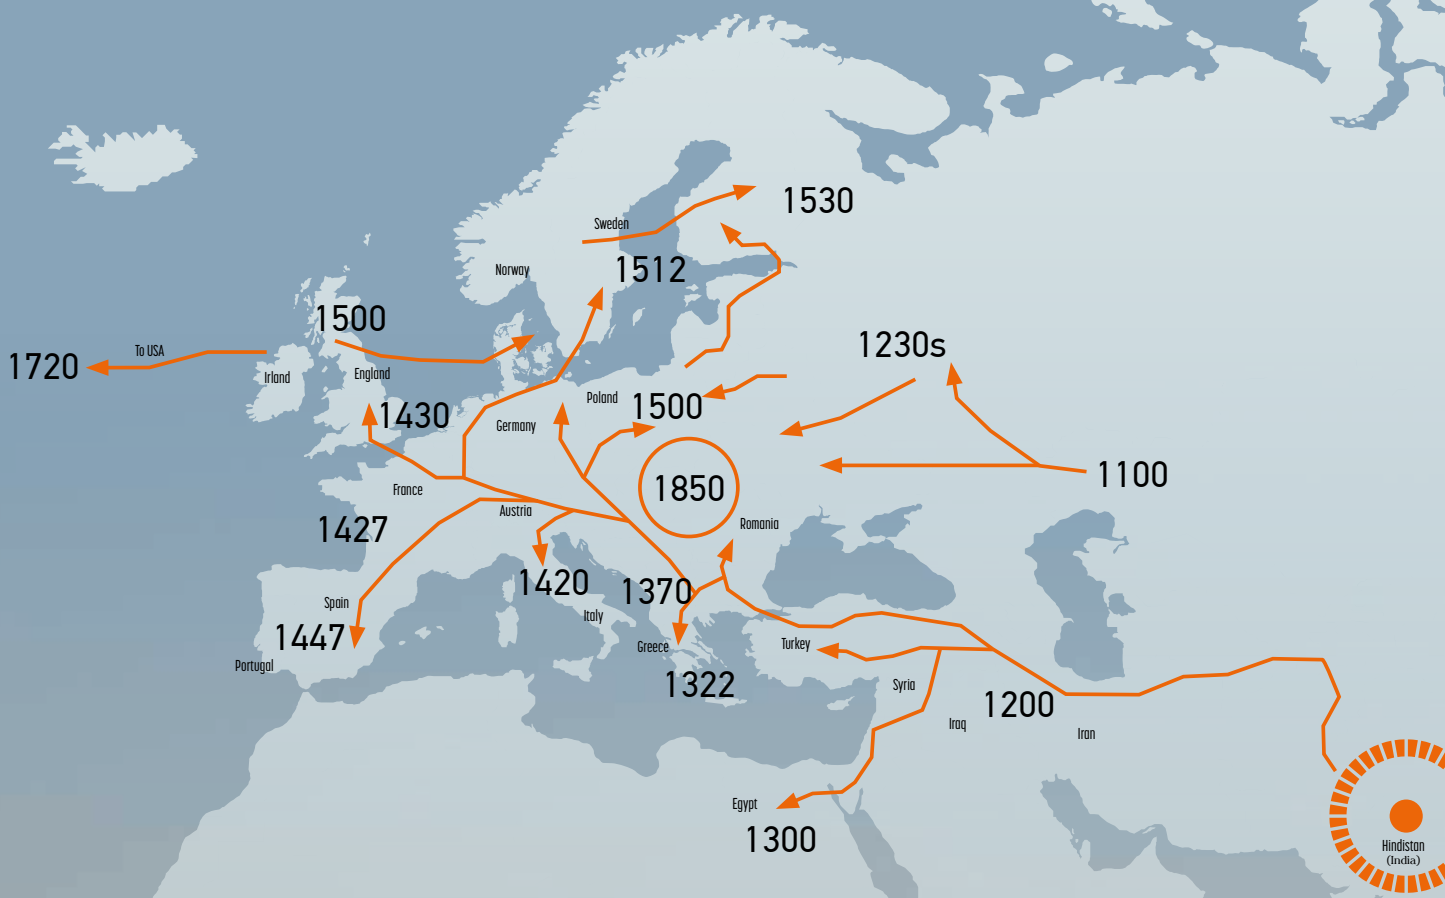 1530
Sweden
1512
Norway
1500
1230s
To USA
1720
Irland
England
Poland
1500
1430
Germany
1100
France
1850
Austria
Romania
1427
1420
1370
Spain
Italy
1447
Greece
Turkey
Portugal
1322
Syria
1200
Iraq
Iran
Egypt
1300
Hindistan
(India)